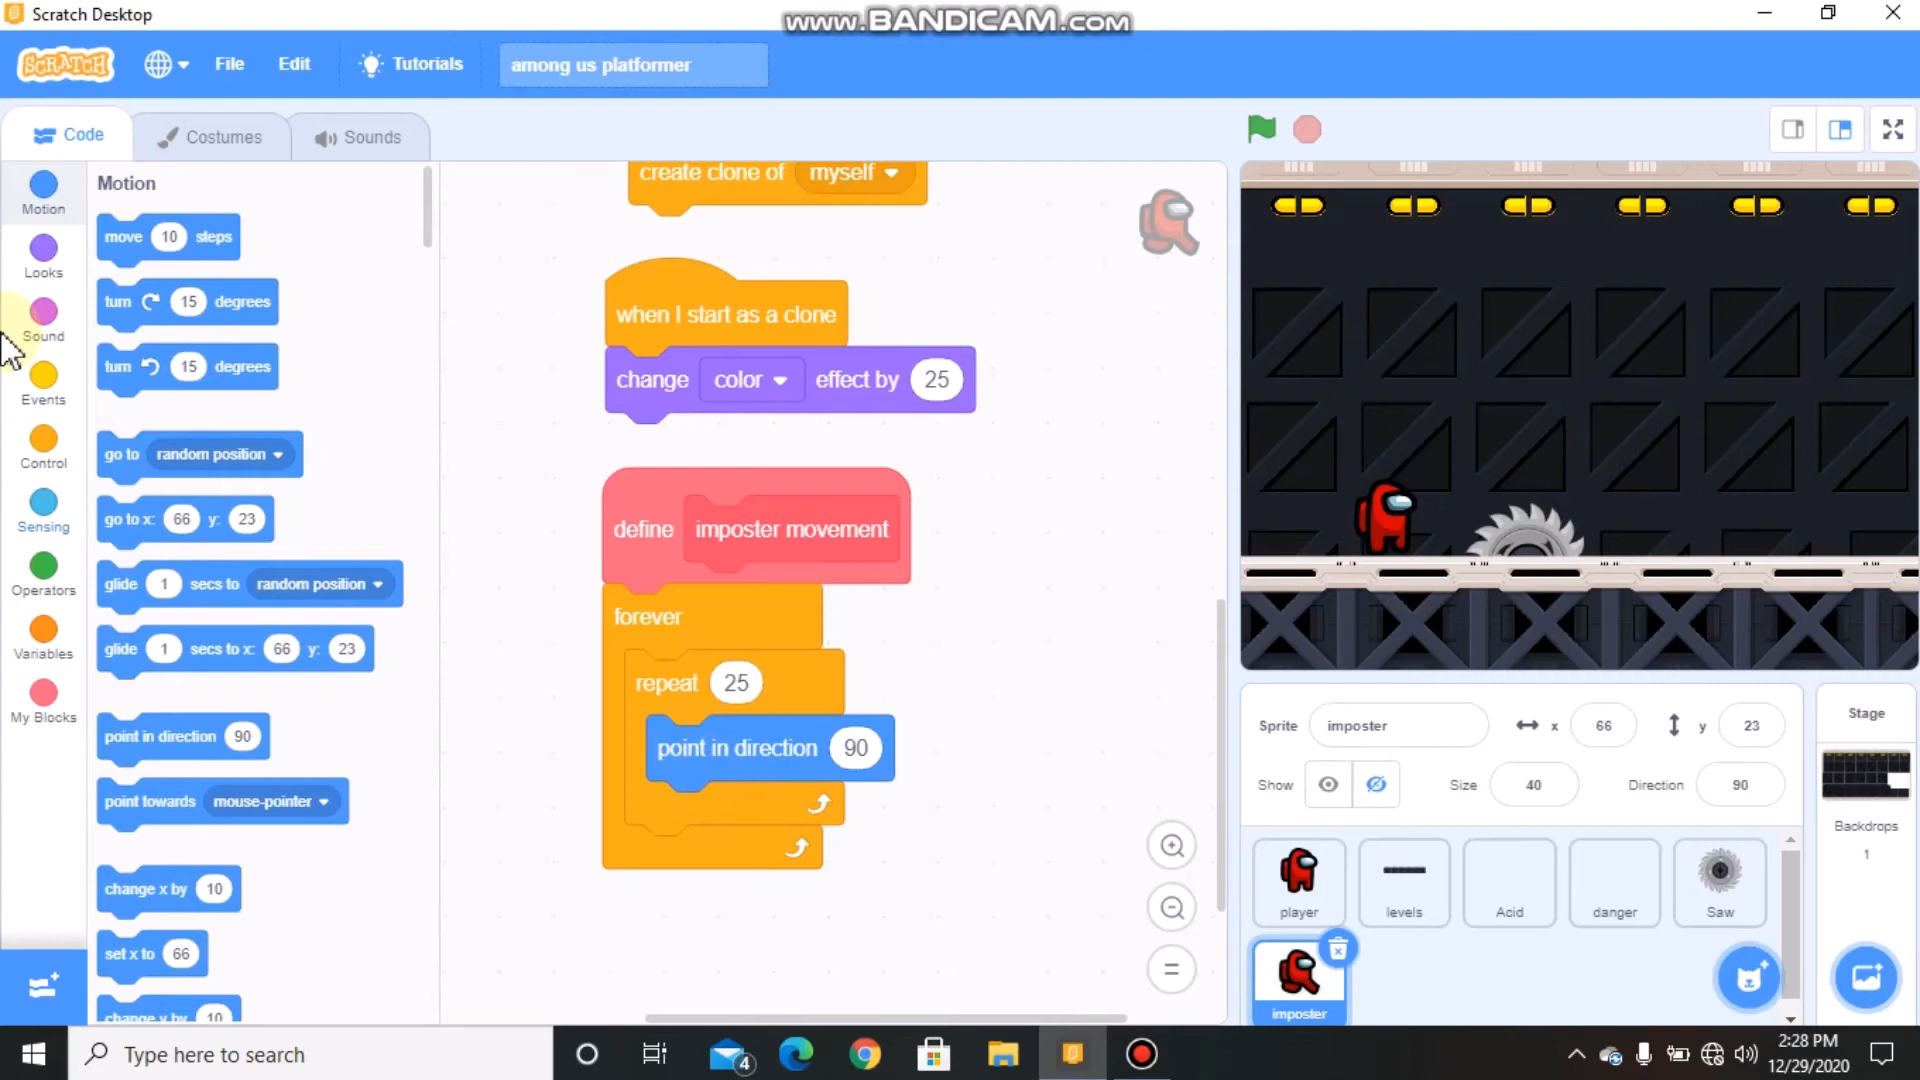 Scratch Desktop
www.BANDICAM.com
SCRATCH
File
Edit
Tutorials
among us platformer
Code
Costumes
Sounds
Motion
Looks
Sound
Events
Control
Sensing
Operators
Variables
My Blocks
Motion
move 10 steps
turn 15 degrees
turn 15 degrees
go to random position
go to x: 66 y: 23
glide 1 secs to random position
glide 1 secs to x: 66 y: 23
point in direction 90
point towards mouse-pointer
change x by 10
set x to 66
change y by 10
create clone of myself
when I start as a clone
change color effect by 25
define imposter movement
forever
repeat 25
point in direction 90
Sprite imposter x 66 y 23
Show Size 40 Direction 90
player
levels
Acid
danger
Saw
imposter
Stage
Backdrops
1
Type here to search
4
2:28 PM
12/29/2020